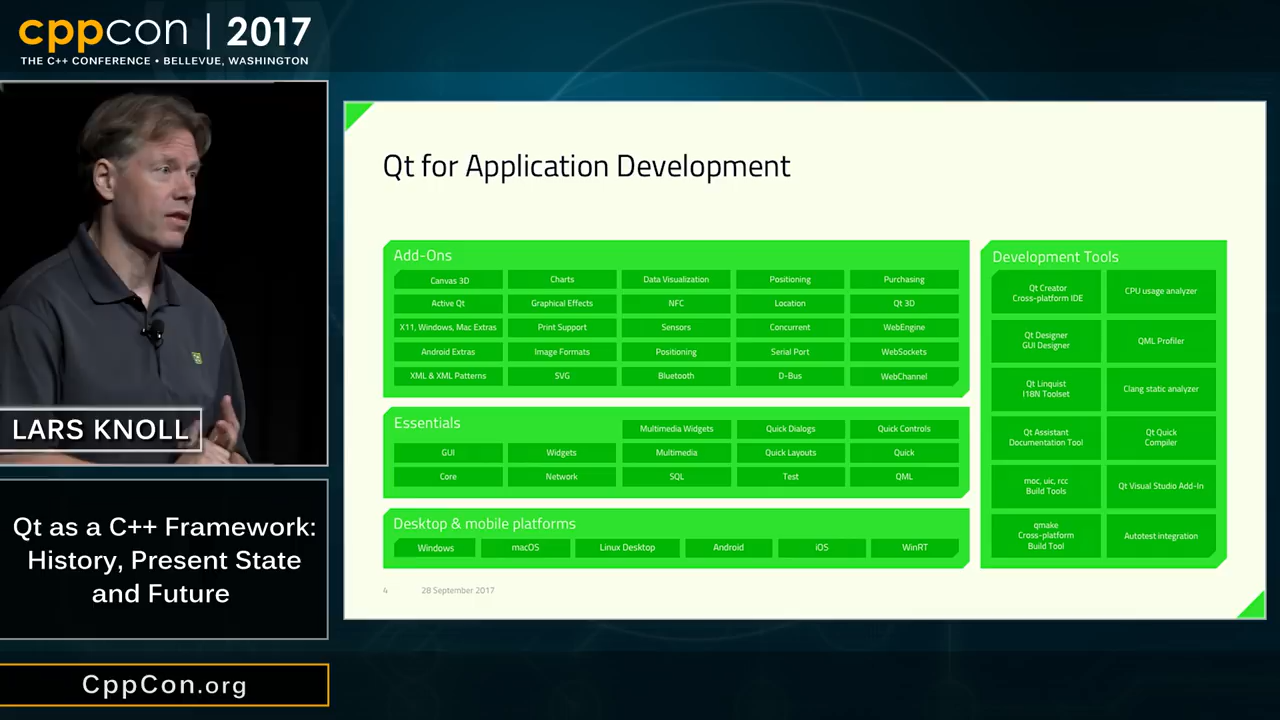 cppcon | 2017
THE C++ CONFERENCE • BELLEVUE, WASHINGTON
LARS KNOLL
Qt as a C++ Framework:
History, Present State
and Future
CppCon.org
Qt for Application Development
Add-Ons
Canvas 3D
Charts
Data Visualization
Positioning
Purchasing
Active Qt
Graphical Effects
NFC
Location
Qt 3D
X11, Windows, Mac Extras
Print Support
Sensors
Concurrent
WebEngine
Android Extras
Image Formats
Positioning
Serial Port
WebSockets
XML & XML Patterns
SVG
Bluetooth
D-Bus
WebChannel
Essentials
Multimedia Widgets
Quick Dialogs
Quick Controls
GUI
Widgets
Multimedia
Quick Layouts
Quick
Core
Network
SQL
Test
QML
Desktop & mobile platforms
Windows
macOS
Linux Desktop
Android
iOS
WinRT
Development Tools
Qt Creator
Cross-platform IDE
CPU usage analyzer
Qt Designer
GUI Designer
QML Profiler
Qt Linquist
I18N Toolset
Clang static analyzer
Qt Assistant
Documentation Tool
Qt Quick
Compiler
moc, uic, rcc
Build Tools
Qt Visual Studio Add-In
qmake
Cross-platform
Build Tool
Autotest integration
4
28 September 2017